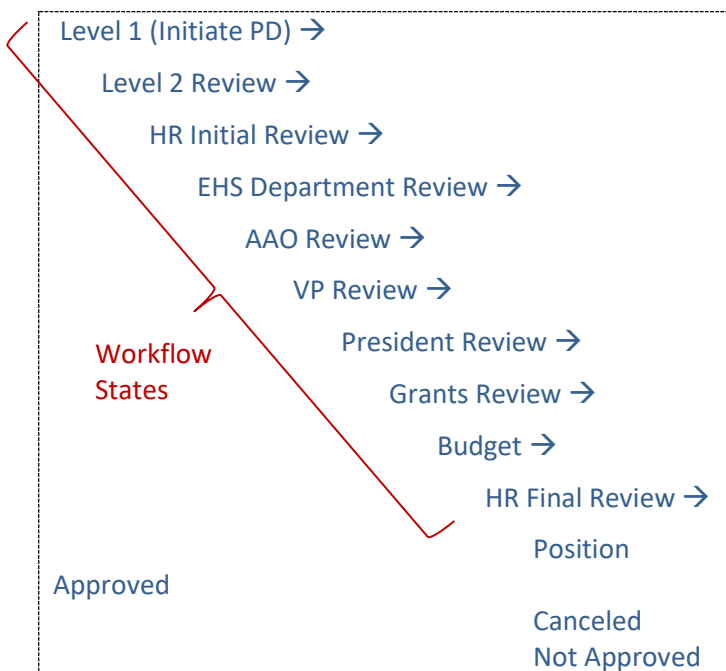 Level 1 (Initiate PD) →
Level 2 Review →
HR Initial Review →
EHS Department Review →
AAO Review →
VP Review →
President Review →
Workflow
States
Grants Review →
Budget →
HR Final Review →
Position
Approved
Canceled
Not Approved